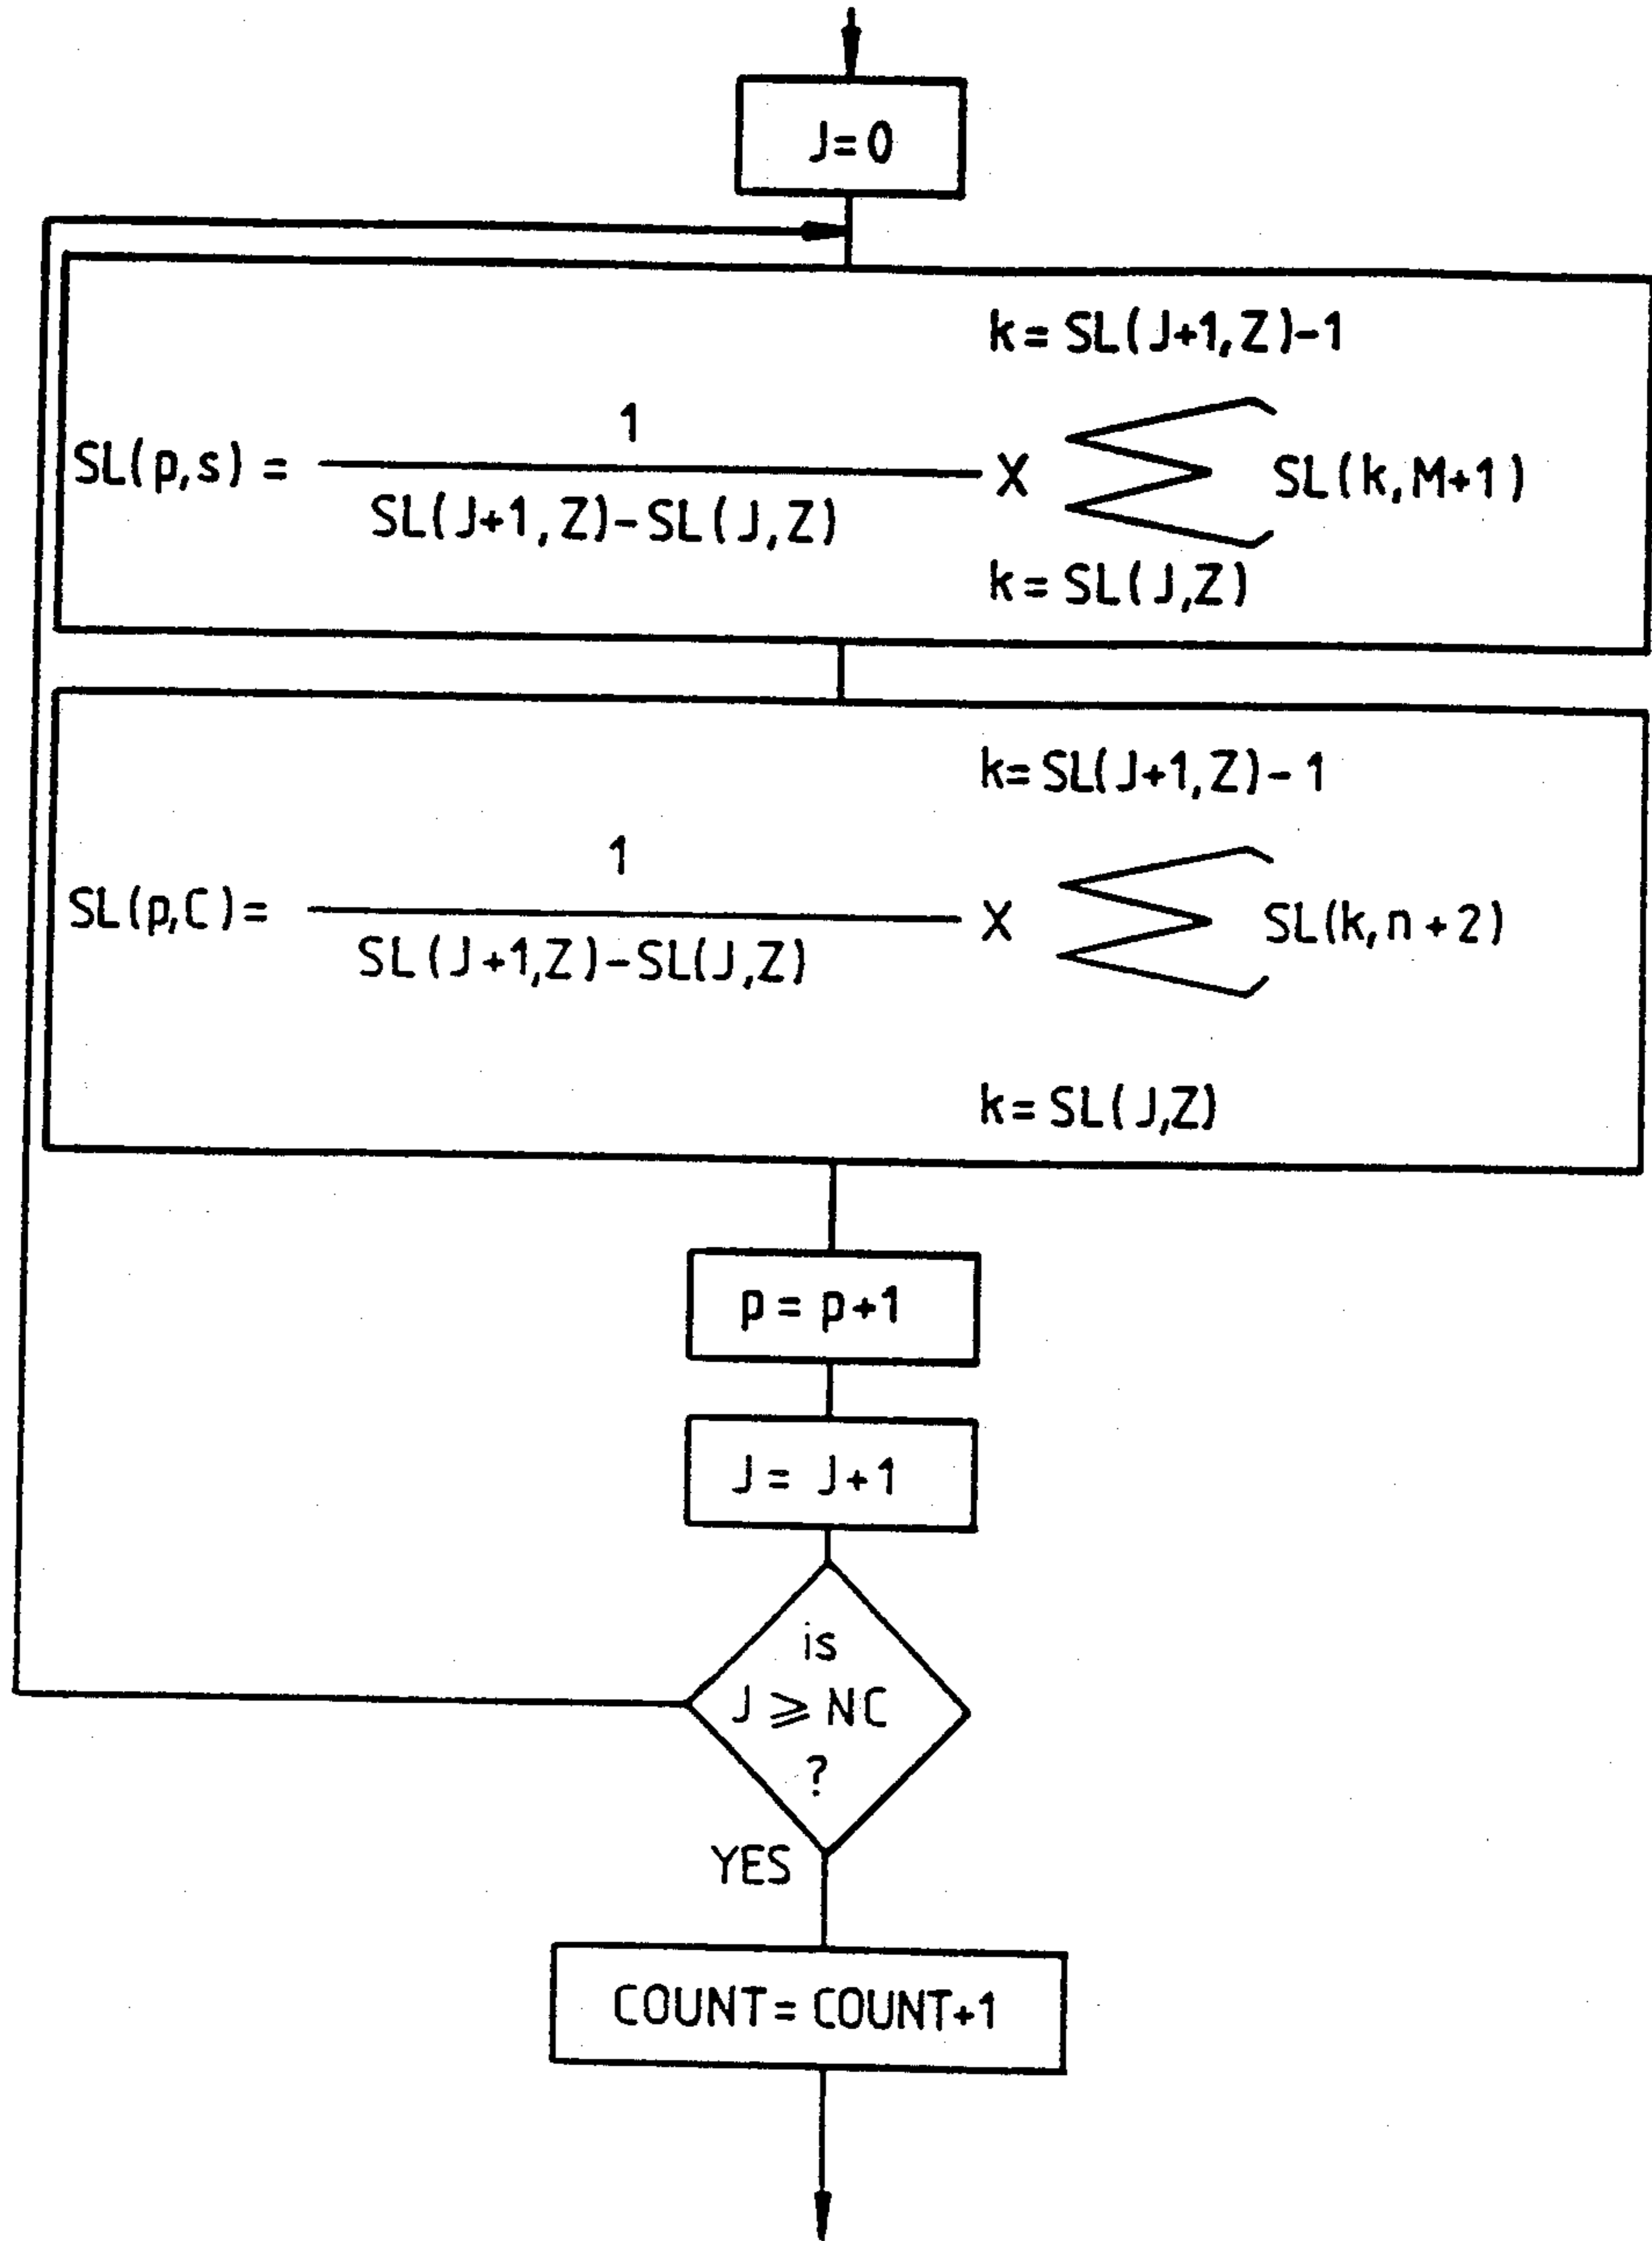 J=0
k = SL(J+1,Z)-1
1
SL(p,s) = X ∑ SL(k,M+1)
SL(J+1,Z)-SL(J,Z)
k = SL(J,Z)
k= SL(J+1,Z)-1
1
SL(p,C)= X ∑ SL(k,n+2)
SL(J+1,Z)-SL(J,Z)
k= SL(J,Z)
p = p+1
J = J+1
is
J ⩾ NC
?
YES
COUNT= COUNT+1